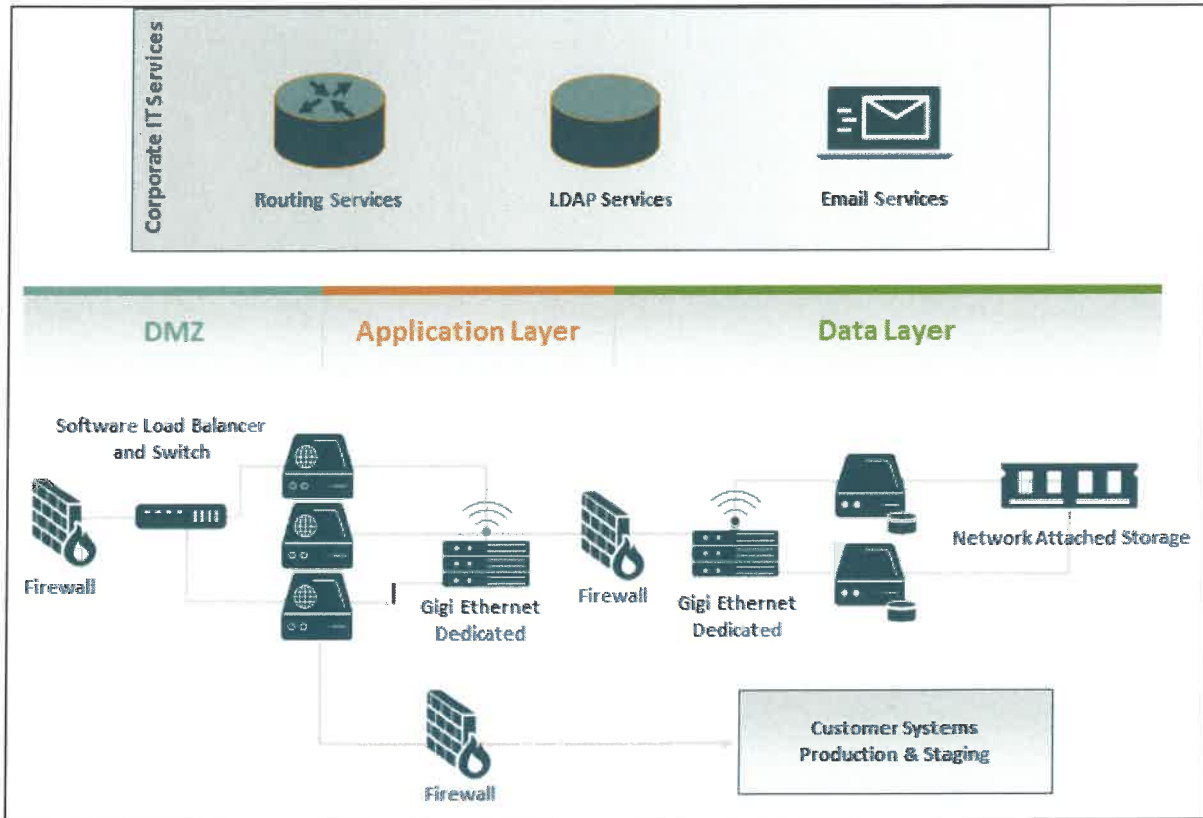 Corporate IT Services
Routing Services
LDAP Services
Email Services
DMZ
Application Layer
Data Layer
Software Load Balancer
and Switch
Firewall
Gigi Ethernet
Dedicated
Firewall
Gigi Ethernet
Dedicated
Network Attached Storage
Firewall
Customer Systems
Production & Staging